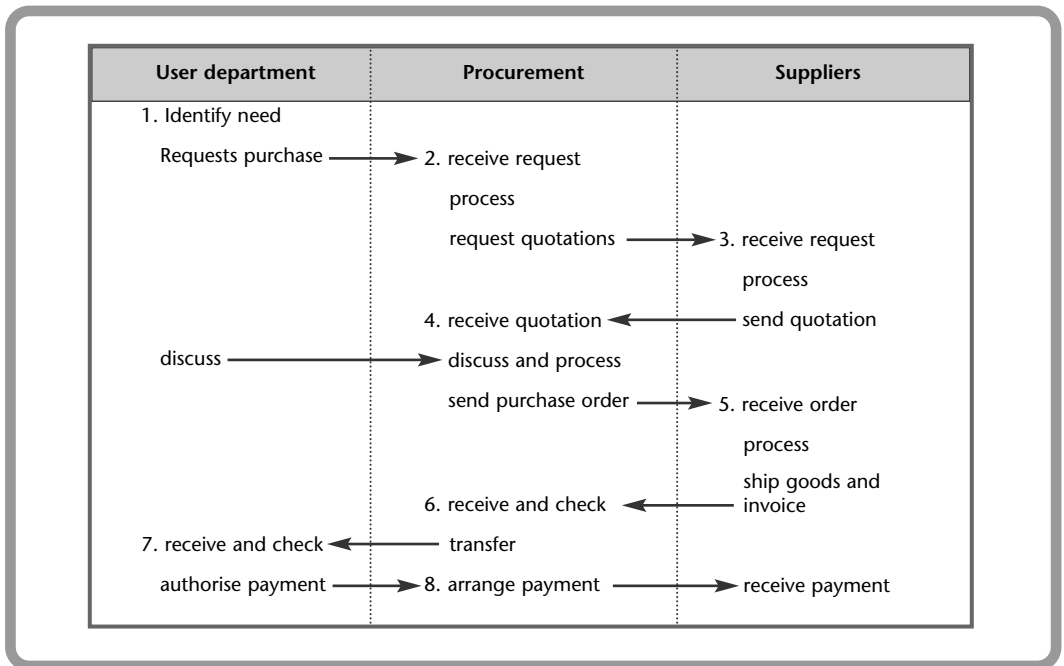 User department Procurement Suppliers
1. Identify need
Requests purchase 2. receive request
process
request quotations 3. receive request
process
4. receive quotation send quotation
discuss discuss and process
send purchase order 5. receive order
process
ship goods and
6. receive and check invoice
7. receive and check transfer
authorise payment 8. arrange payment receive payment